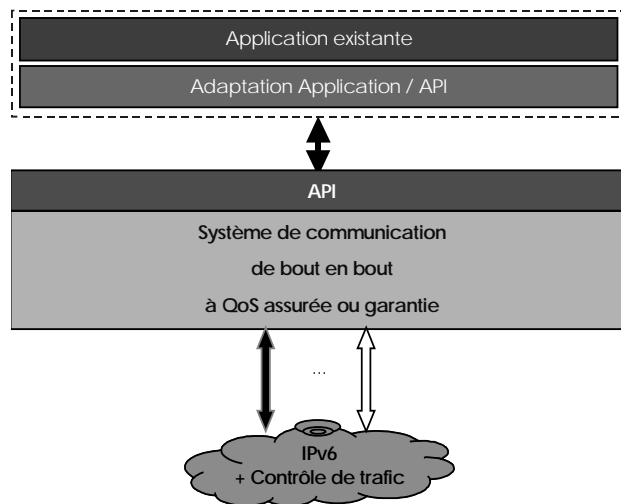 Application existante
Adaptation Application / API
API
Système de communication
de bout en bout
à QoS assurée ou garantie
...
IPv6
+ Contrôle de trafic